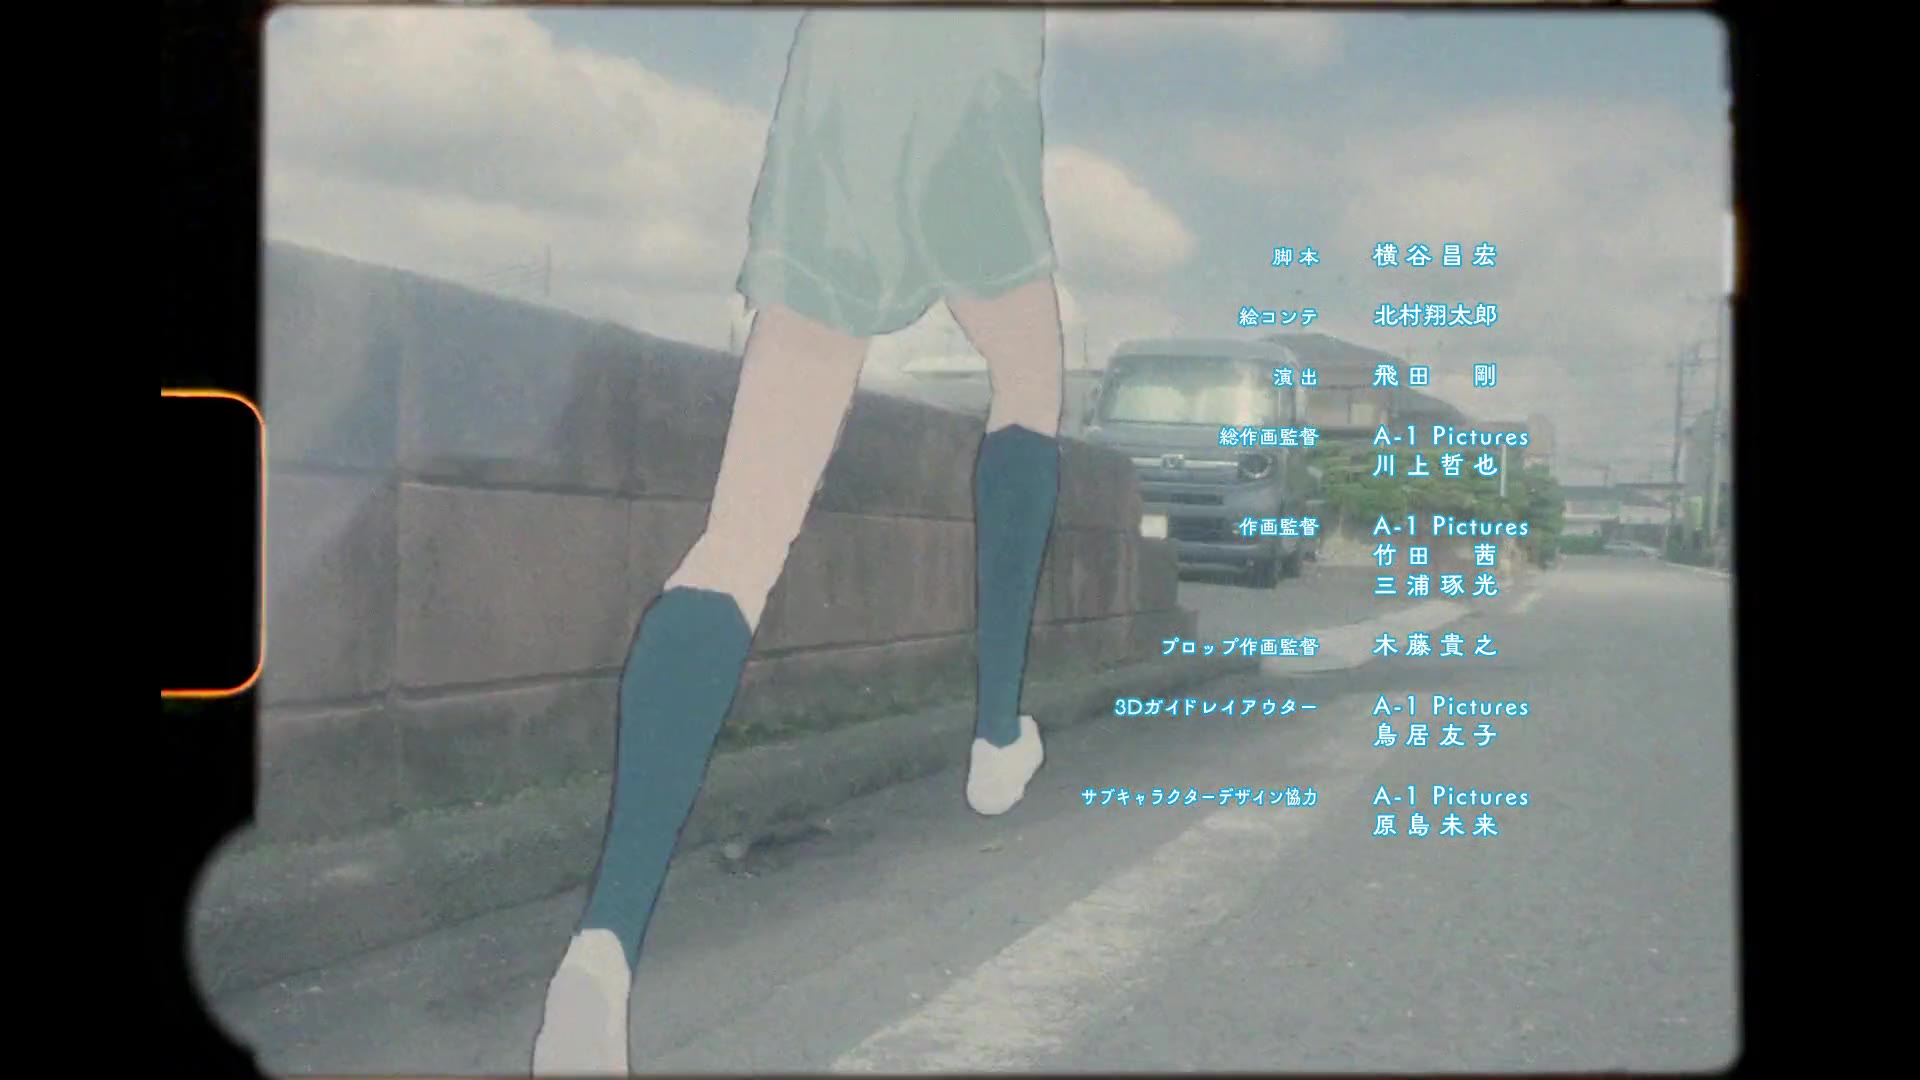 脚本 横谷昌宏
絵コンテ 北村翔太郎
演出 飛田 剛
総作画監督 A-1 Pictures
川上哲也
作画監督 A-1 Pictures
竹田 茜
三浦琢光
プロップ作画監督 木藤貴之
3Dガイドレイアウター A-1 Pictures
鳥居友子
サブキャラクターデザイン協力 A-1 Pictures
原島未来